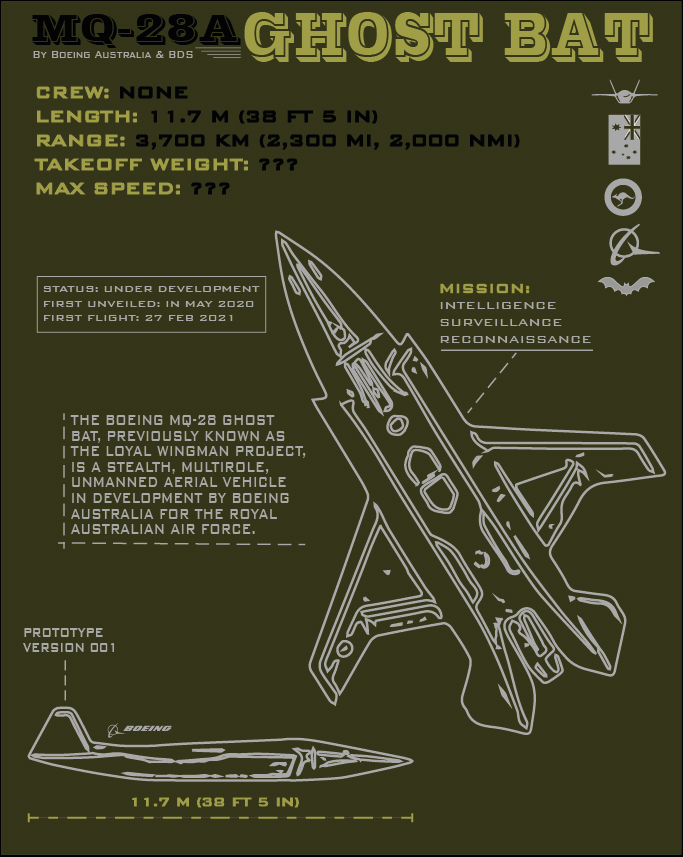 MQ-28A GHOST BAT
By Boeing Australia & BDS
CREW: NONE
LENGTH: 11.7 M (38 FT 5 IN)
RANGE: 3,700 KM (2,300 MI, 2,000 NMI)
TAKEOFF WEIGHT: ???
MAX SPEED: ???
STATUS: UNDER DEVELOPMENT
FIRST UNVEILED: IN MAY 2020
FIRST FLIGHT: 27 FEB 2021
MISSION:
INTELLIGENCE
SURVEILLANCE
RECONNAISSANCE
THE BOEING MQ-28 GHOST
BAT, PREVIOUSLY KNOWN AS
THE LOYAL WINGMAN PROJECT,
IS A STEALTH, MULTIROLE,
UNMANNED AERIAL VEHICLE
IN DEVELOPMENT BY BOEING
AUSTRALIA FOR THE ROYAL
AUSTRALIAN AIR FORCE.
PROTOTYPE
VERSION 001
BOEING
11.7 M (38 FT 5 IN)